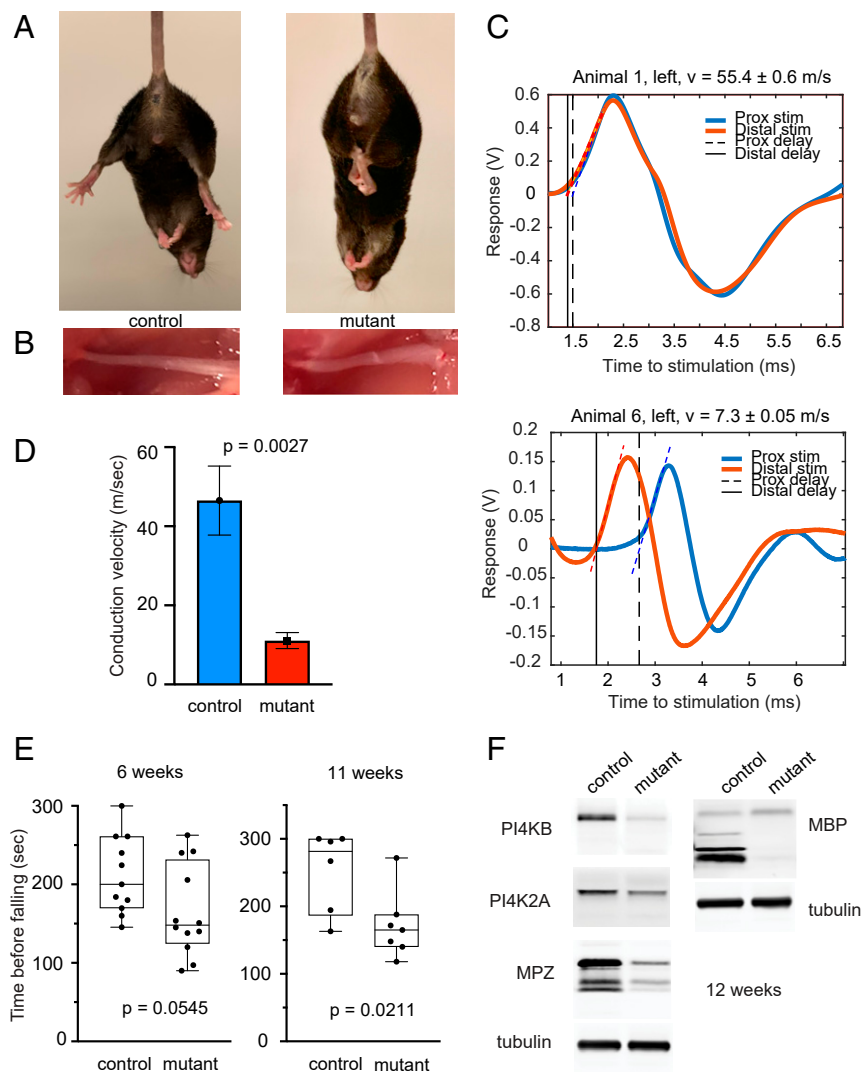 A
control
mutant
B
C
Animal 1, left, v = 55.4 ± 0.6 m/s
Prox stim
Distal stim
Prox delay
Distal delay
Response (V)
0.6
0.4
0.2
0
-0.2
-0.4
-0.6
-0.8
1.5 2.5 3.5 4.5 5.5 6.5
Time to stimulation (ms)
Animal 6, left, v = 7.3 ± 0.05 m/s
Prox stim
Distal stim
Prox delay
Distal delay
Response (V)
0.2
0.15
0.1
0.05
0
-0.05
-0.1
-0.15
-0.2
1 2 3 4 5 6
Time to stimulation (ms)
D
p = 0.0027
Conduction velocity (m/sec)
60
40
20
0
control mutant
E
6 weeks
Time before falling (sec)
300
200
100
0
p = 0.0545
control mutant
11 weeks
300
200
100
0
p = 0.0211
control mutant
F
control mutant
PI4KB
PI4K2A
MPZ
tubulin
control mutant
MBP
tubulin
12 weeks